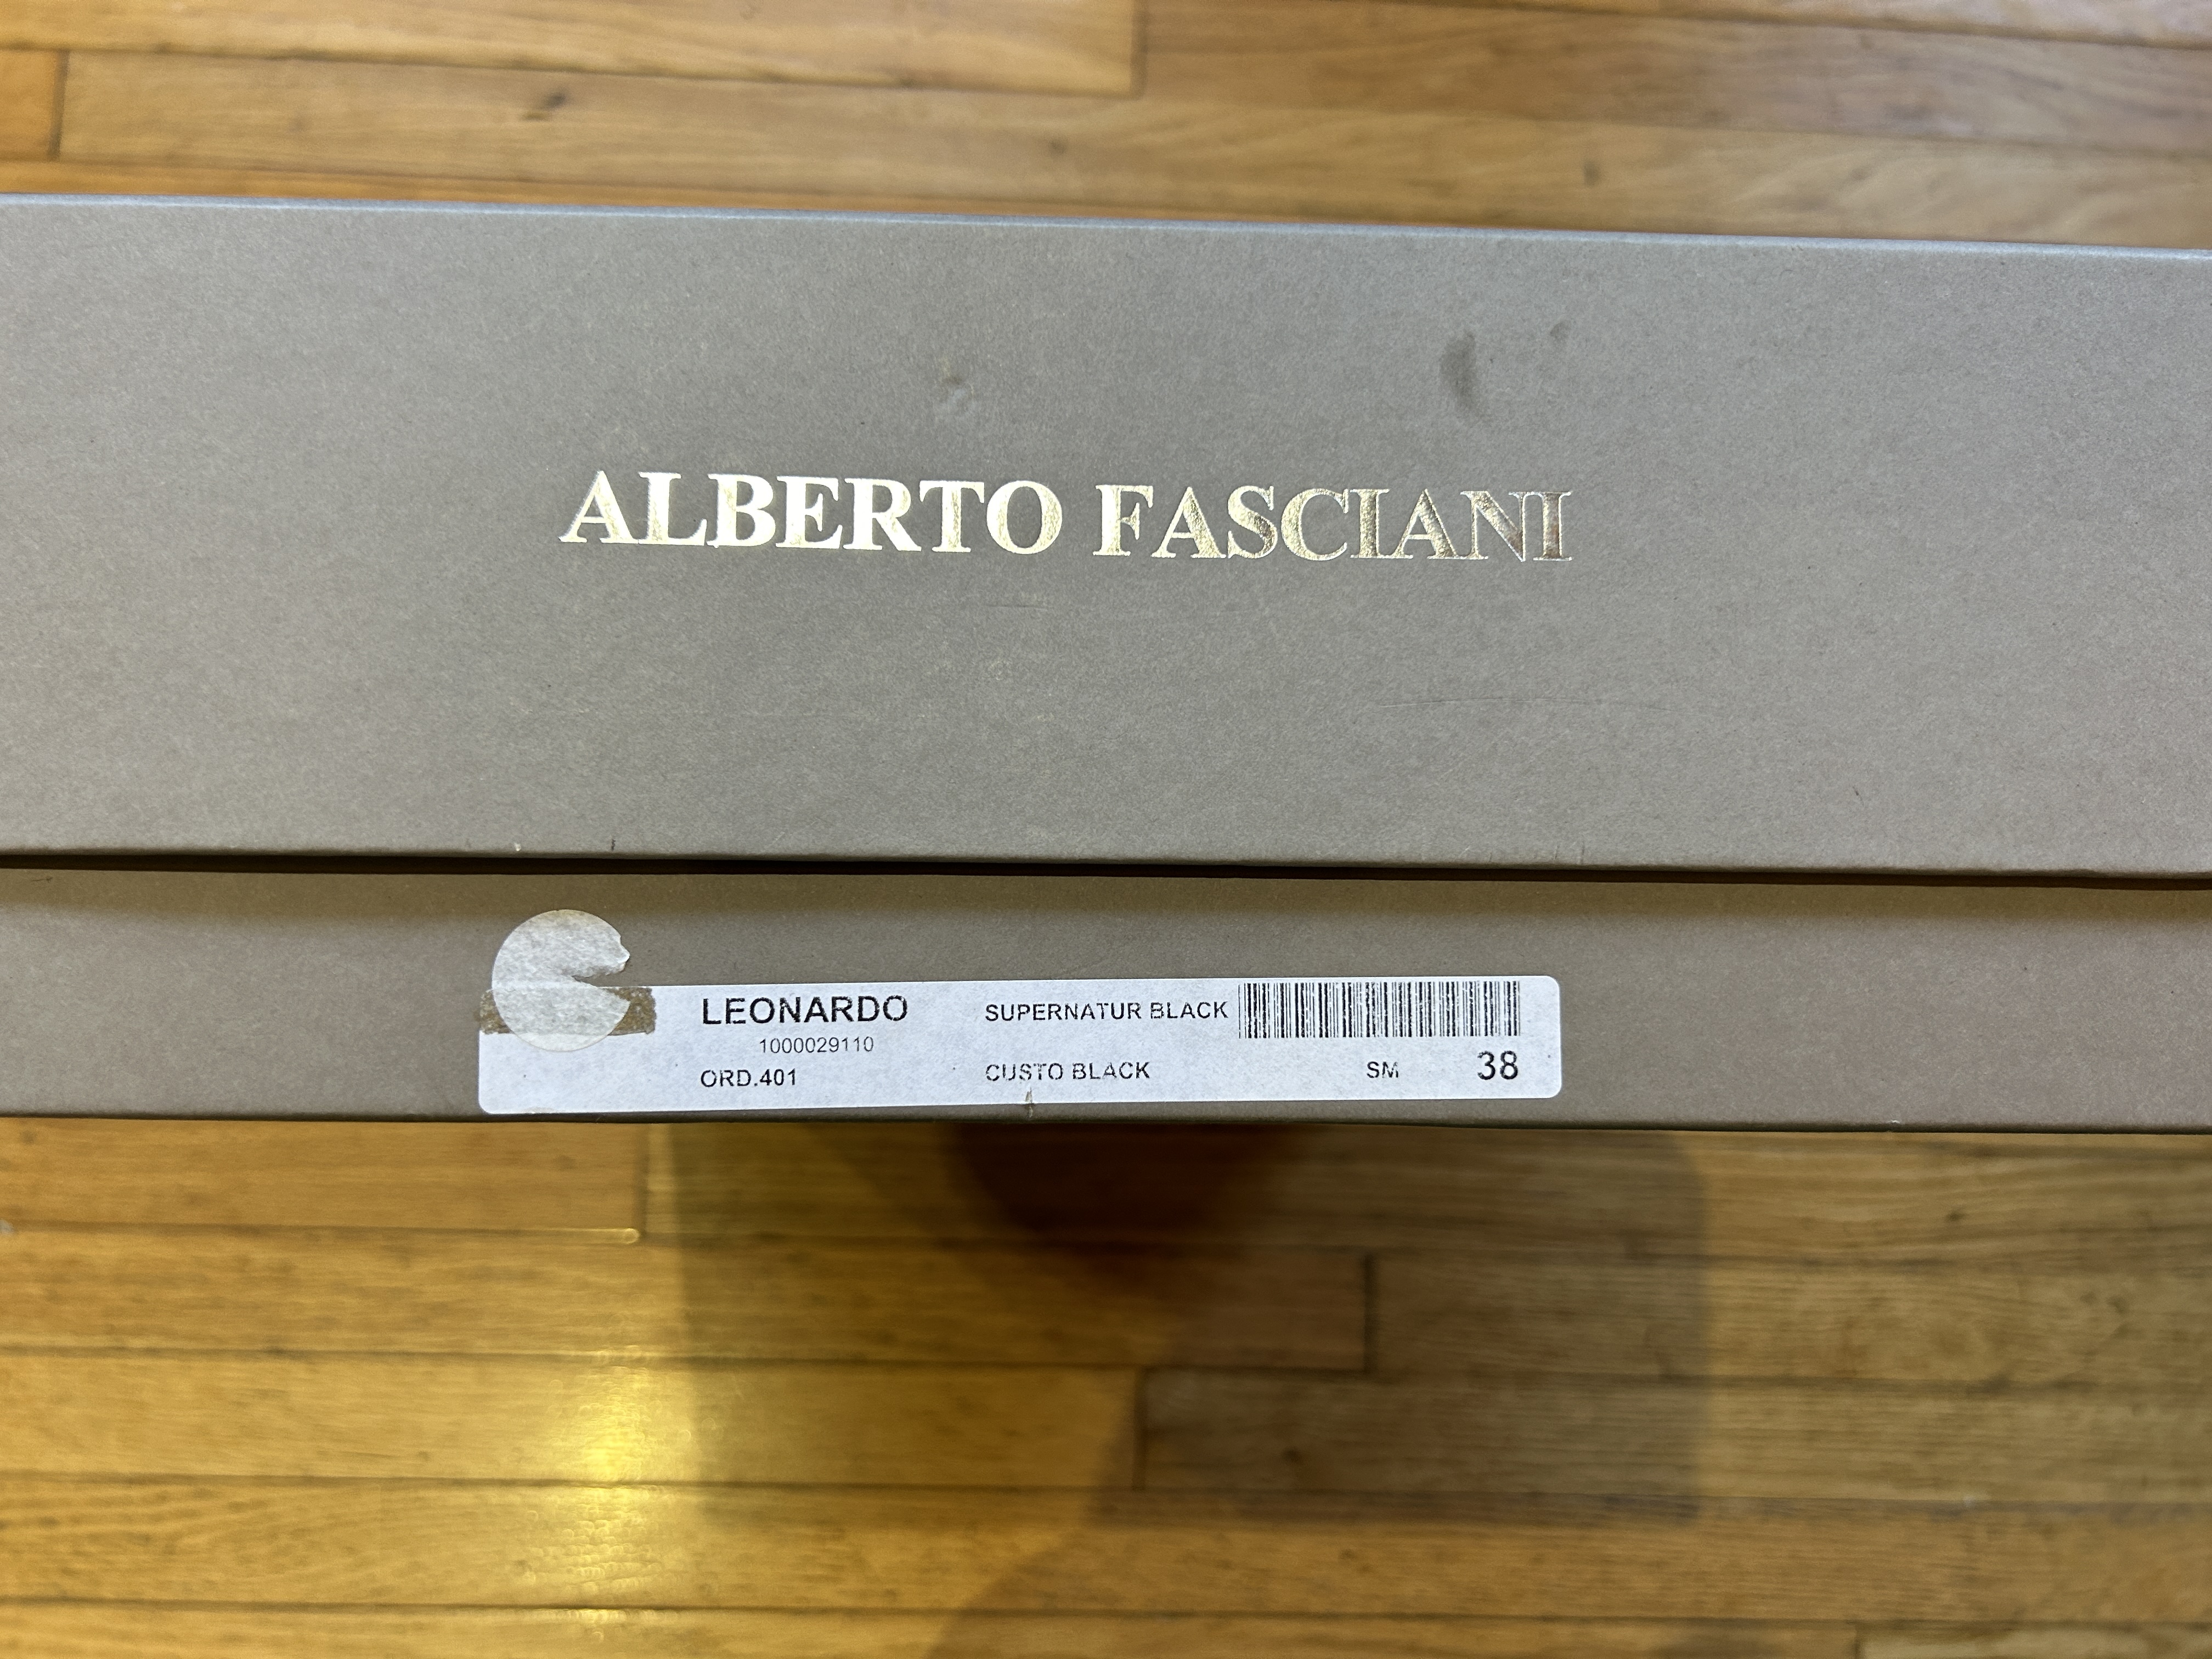 ALBERTO FASCIANI
LEONARDO SUPERNATUR BLACK
1000029110
ORD.401 CUSTO BLACK SM 38